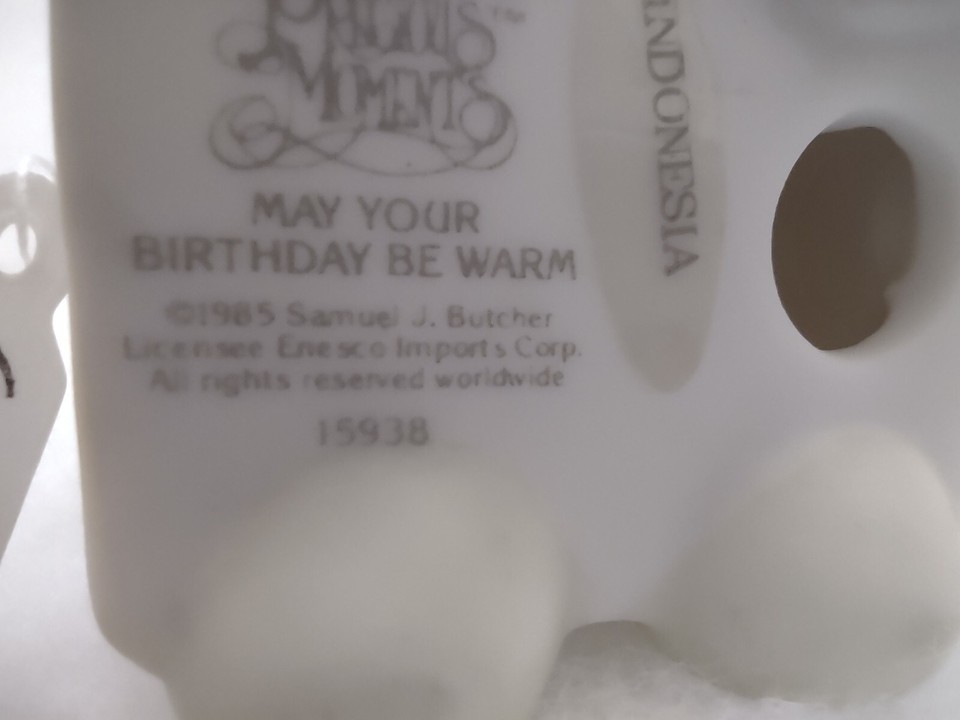 PRECIOUS™
MOMENTS
MAY YOUR
BIRTHDAY BE WARM
©1985 Samuel J. Butcher
Licensee Enesco Imports Corp.
All rights reserved worldwide
15938
INDONESIA